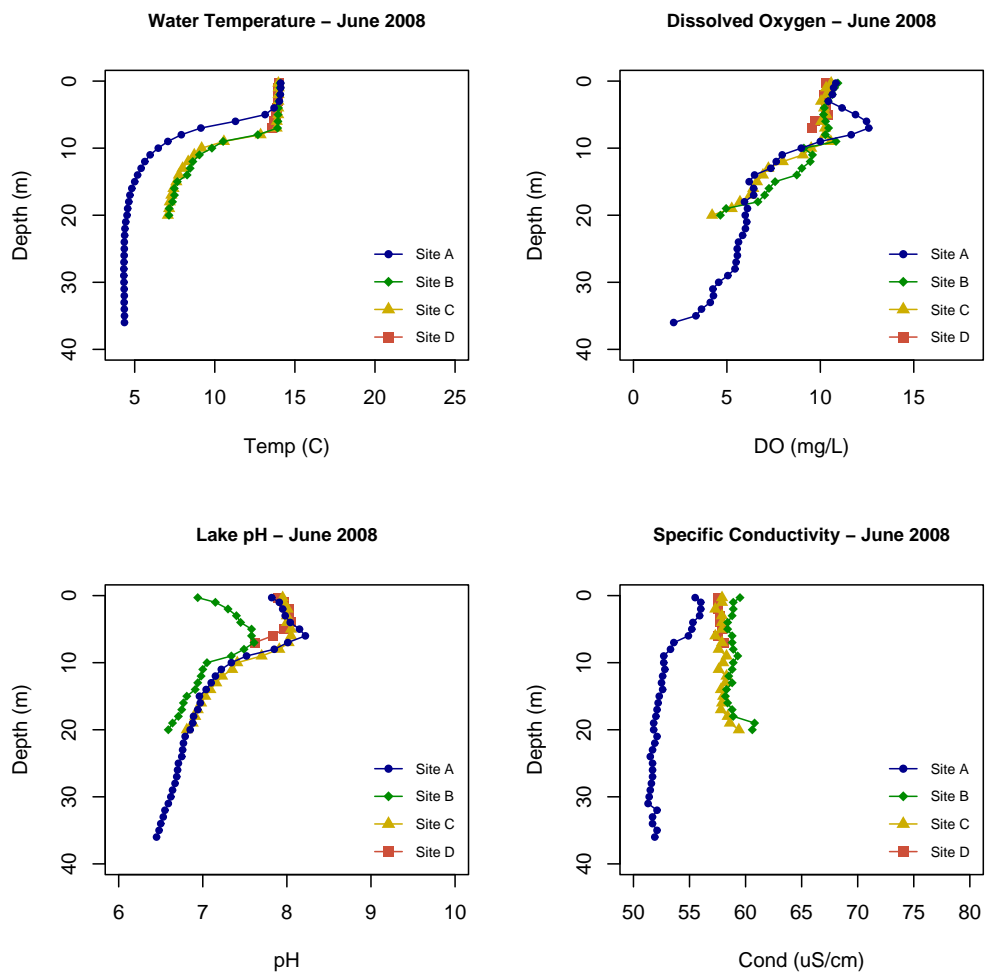 Water Temperature − June 2008
0
10
20
30
40
Depth (m)
5
10
15
20
25
Temp (C)
Site A
Site B
Site C
Site D
Dissolved Oxygen − June 2008
0
10
20
30
40
Depth (m)
0
5
10
15
DO (mg/L)
Site A
Site B
Site C
Site D
Lake pH − June 2008
0
10
20
30
40
Depth (m)
6
7
8
9
10
pH
Site A
Site B
Site C
Site D
Specific Conductivity − June 2008
0
10
20
30
40
Depth (m)
50
55
60
65
70
75
80
Cond (uS/cm)
Site A
Site B
Site C
Site D